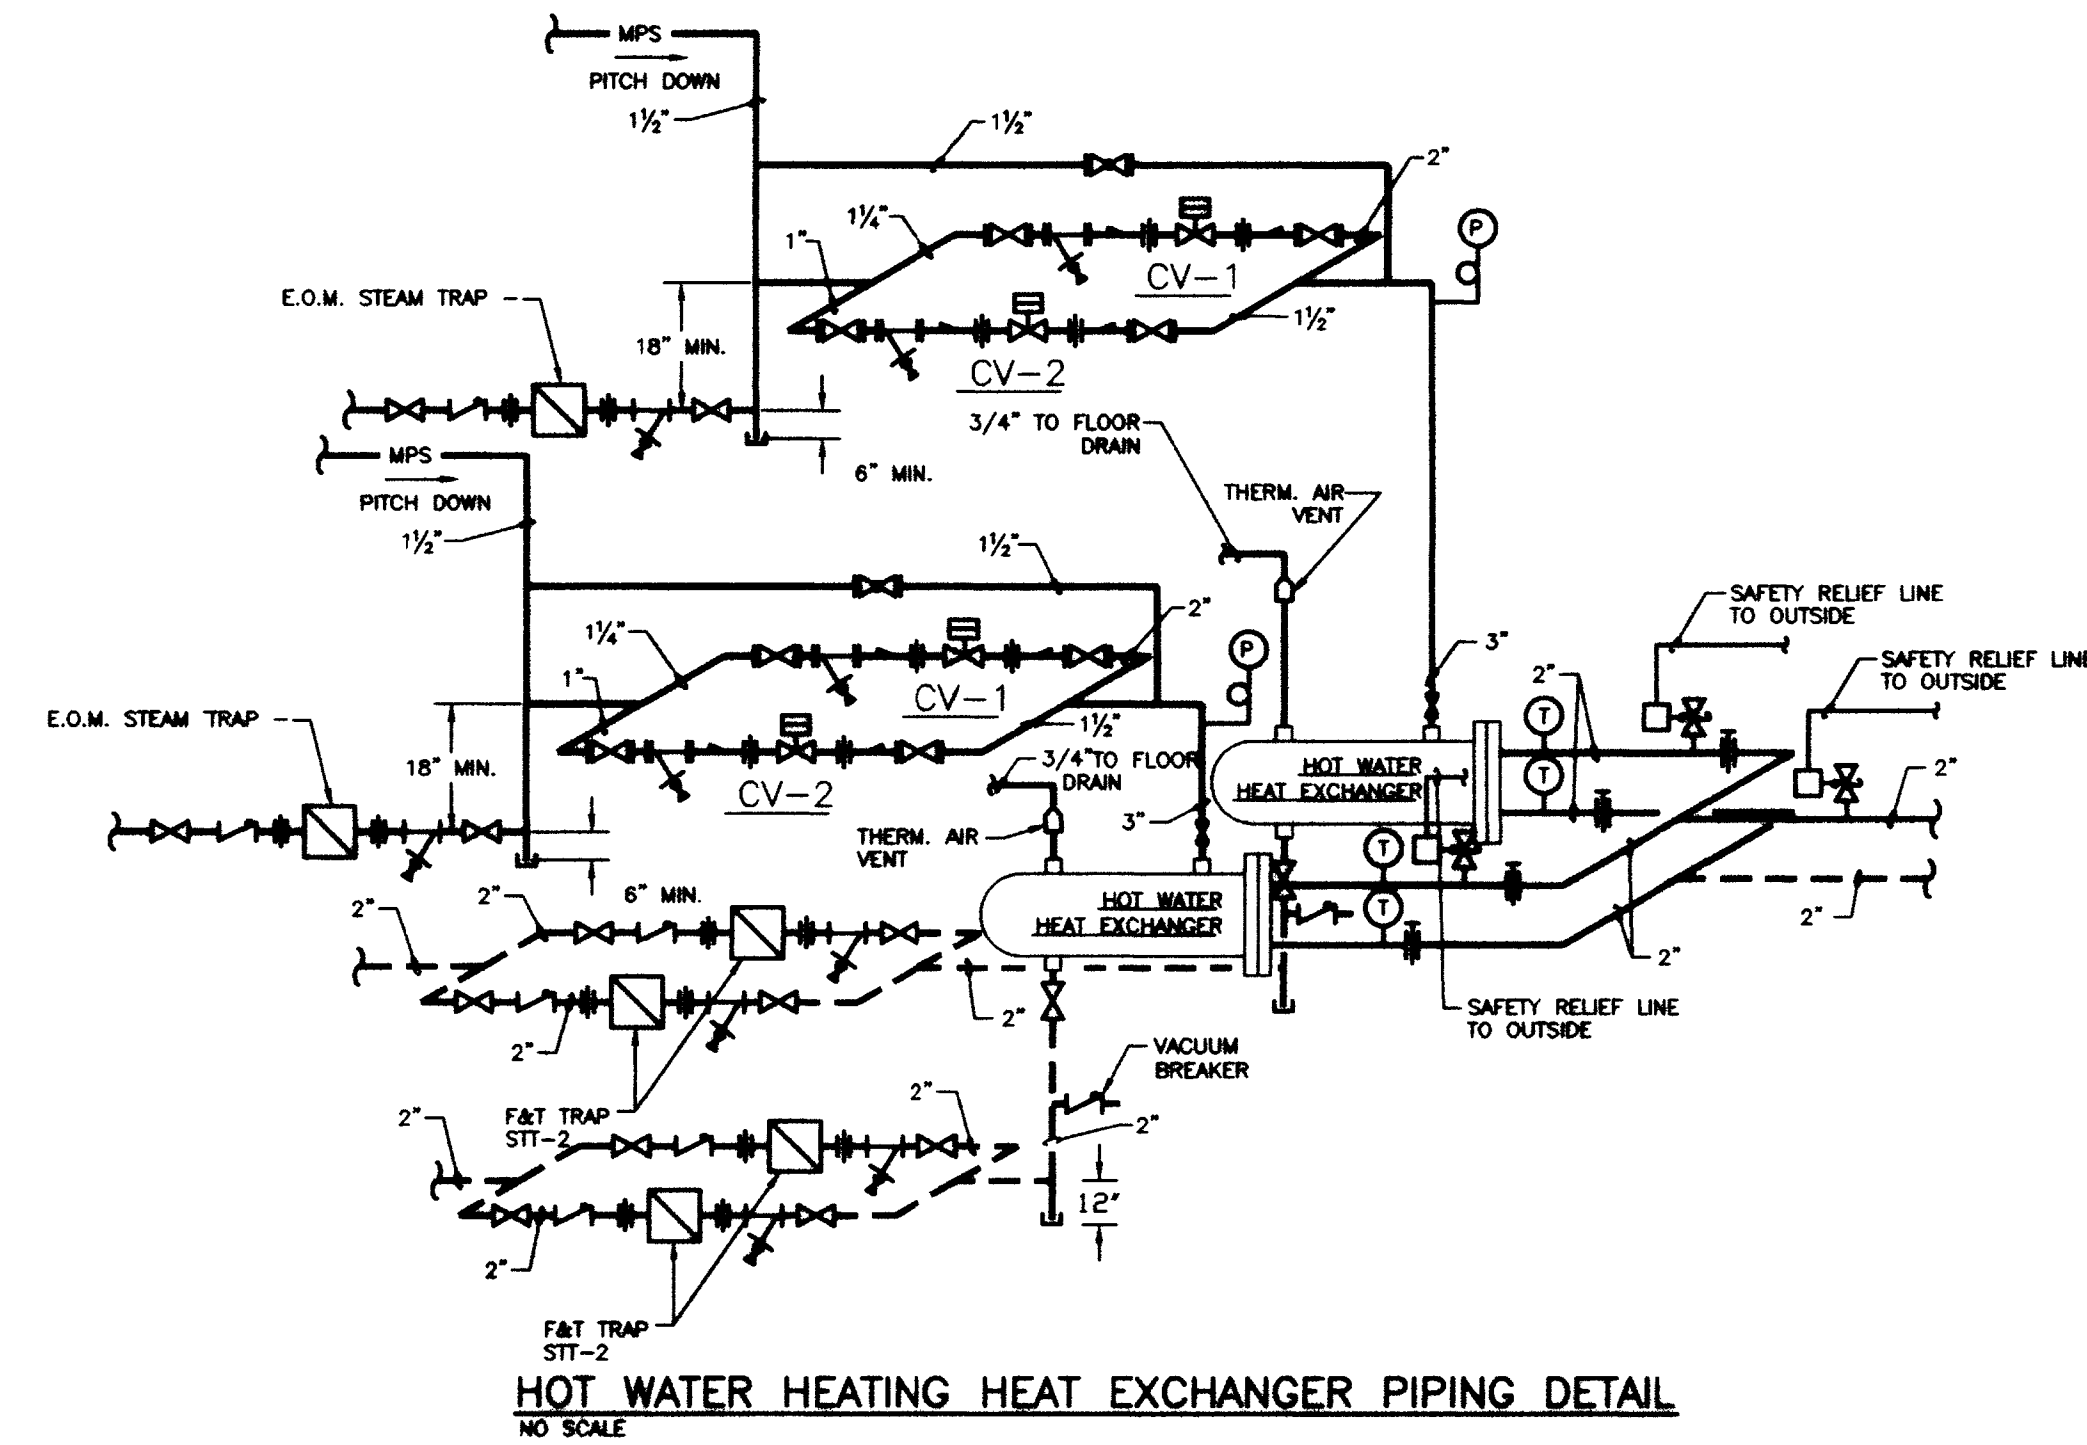 MPS
PITCH DOWN
1½"
1½"
2"
1¼"
P
1"
CV-1
E.O.M. STEAM TRAP
1½"
18" MIN.
CV-2
3/4" TO FLOOR
DRAIN
MPS
6" MIN.
PITCH DOWN
THERM. AIR
VENT
1½"
1½"
SAFETY RELIEF LINE
TO OUTSIDE
2"
1¼"
3"
P
SAFETY RELIEF LINE
TO OUTSIDE
2"
1"
CV-1
E.O.M. STEAM TRAP
1½"
T
3/4"TO FLOOR
DRAIN
18" MIN.
HOT WATER
HEAT EXCHANGER
T
2"
CV-2
3"
THERM. AIR
VENT
T
6" MIN.
2"
2"
HOT WATER
HEAT EXCHANGER
T
2"
2"
2"
2"
SAFETY RELIEF LINE
TO OUTSIDE
2"
VACUUM
BREAKER
2"
F&T TRAP
STT-2
2"
2"
12"
2"
F&T TRAP
STT-2
HOT WATER HEATING HEAT EXCHANGER PIPING DETAIL
NO SCALE